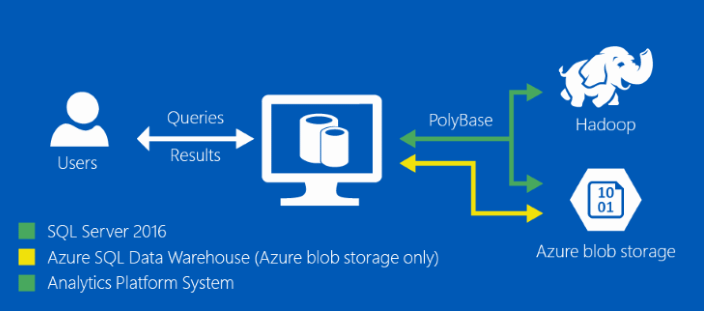 Users
Queries
Results
PolyBase
Hadoop
10
01
Azure blob storage
SQL Server 2016
Azure SQL Data Warehouse (Azure blob storage only)
Analytics Platform System